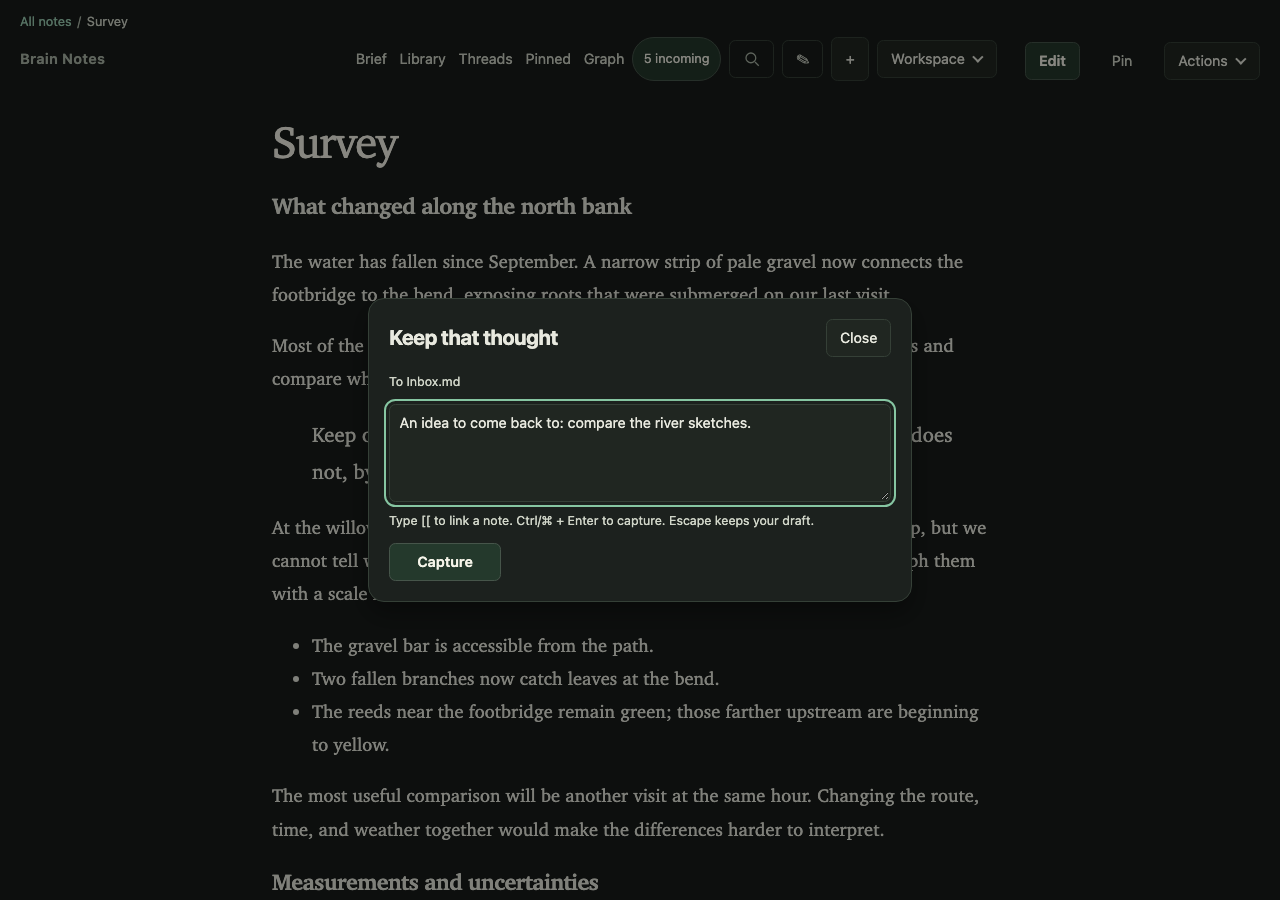 All notes / Survey
Brain Notes
Brief Library Threads Pinned Graph 5 incoming + Workspace Edit Pin Actions
Survey
What changed along the north bank
The water has fallen since September. A narrow strip of pale gravel now connects the
footbridge to the bend, exposing roots that were submerged on our last visit.
Most of the
s and
compare
Keep
does
not,
At the
but we
cannot tell
them
with a scale
Keep that thought
Close
To Inbox.md
An idea to come back to: compare the river sketches.
Type [[ to link a note. Ctrl/⌘ + Enter to capture. Escape keeps your draft.
Capture
• The gravel bar is accessible from the path.
• Two fallen branches now catch leaves at the bend.
• The reeds near the footbridge remain green; those farther upstream are beginning
to yellow.
The most useful comparison will be another visit at the same hour. Changing the route,
time, and weather together would make the differences harder to interpret.
Measurements and uncertainties